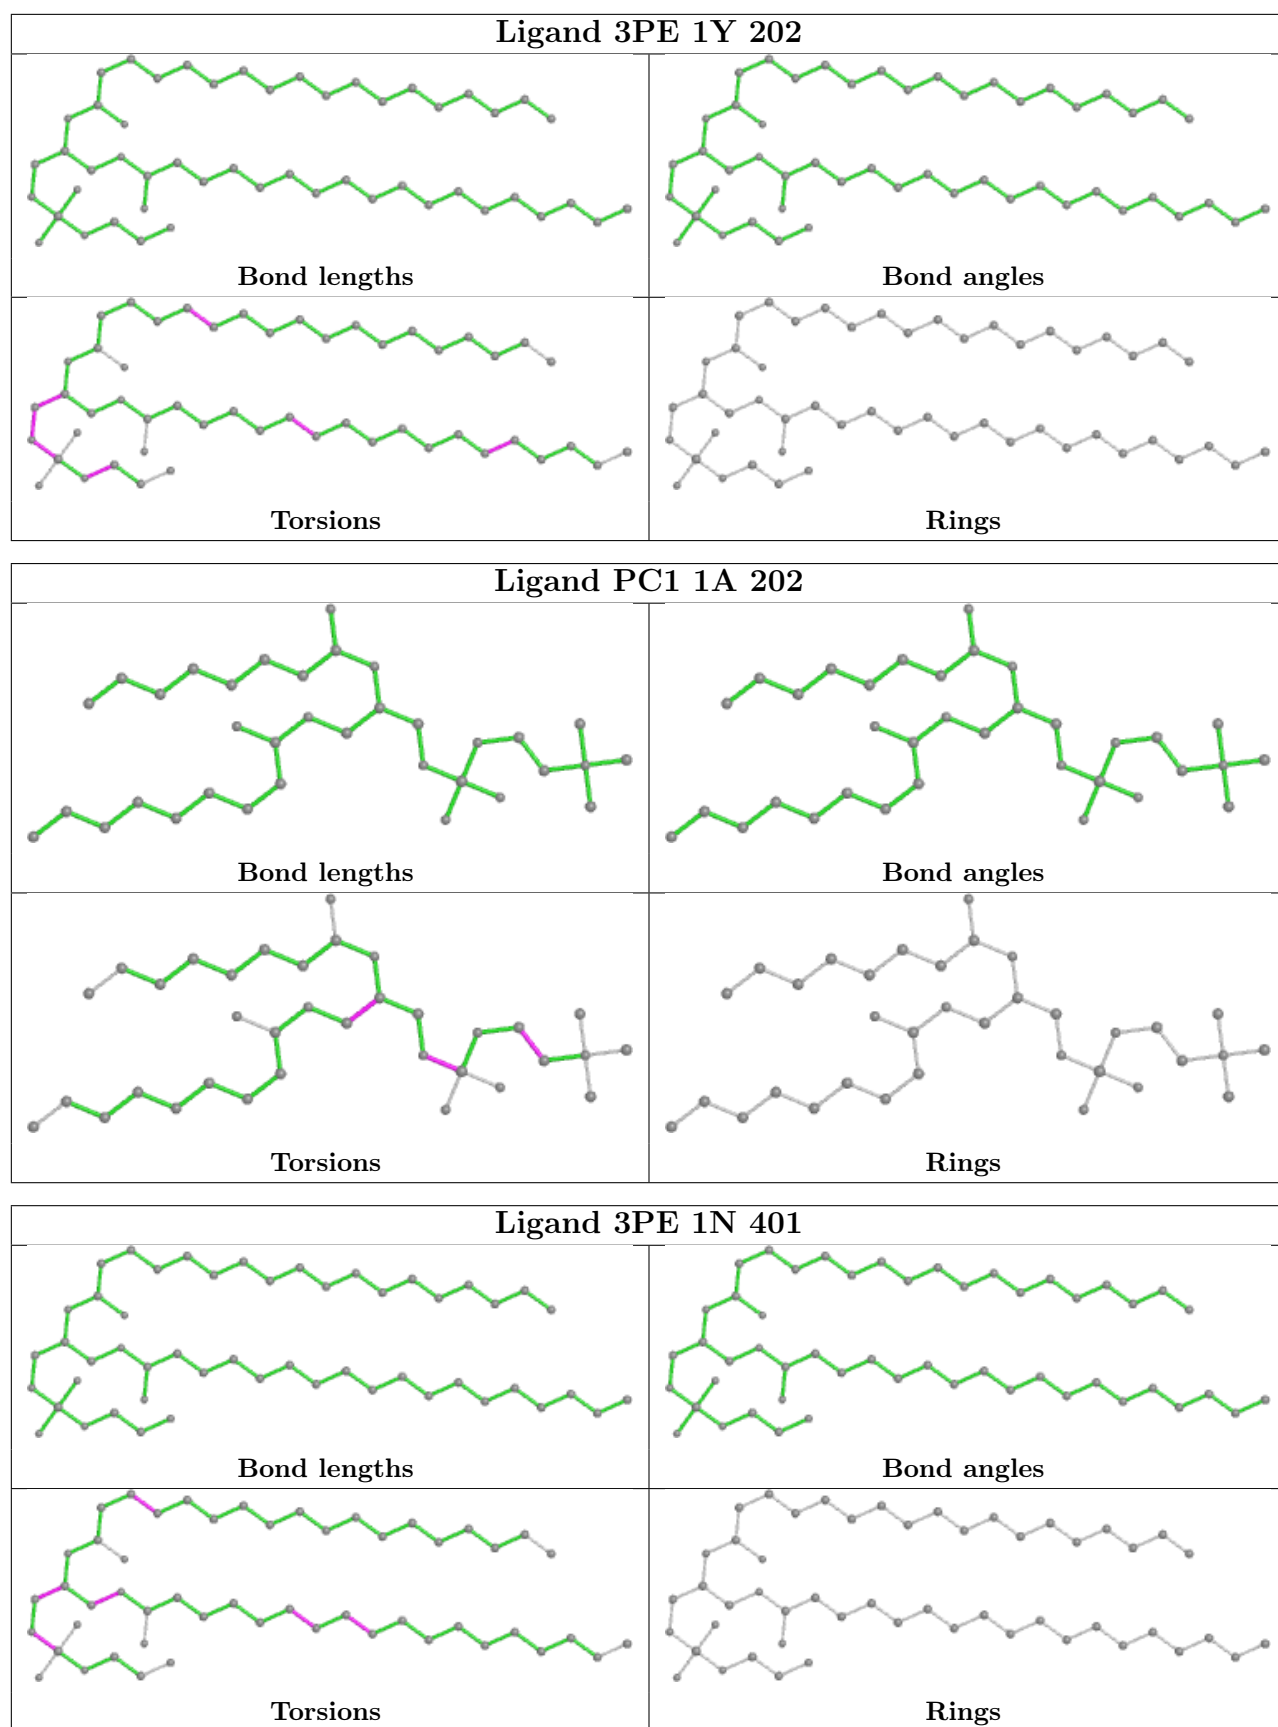 Ligand 3PE 1Y 202
Bond lengths
Bond angles
Torsions
Rings
Ligand PC1 1A 202
Bond lengths
Bond angles
Torsions
Rings
Ligand 3PE 1N 401
Bond lengths
Bond angles
Torsions
Rings